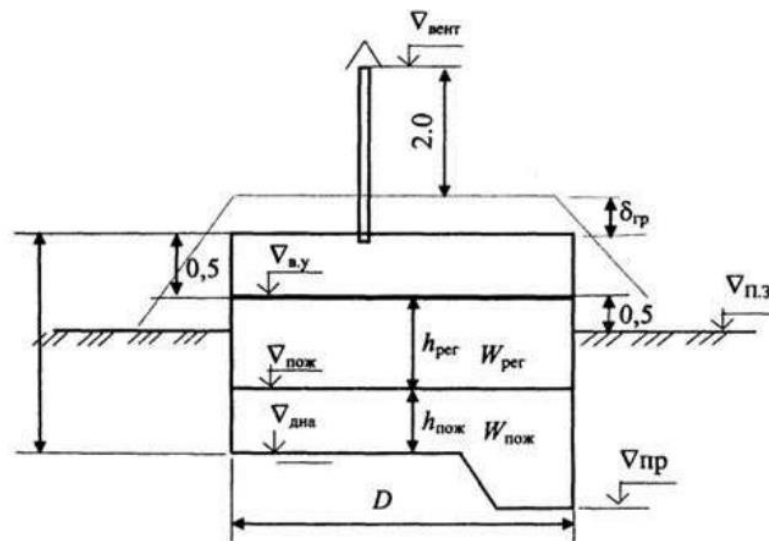 ∇вент
2.0
δгр
0,5
∇в.у
∇П.З
0,5
hрег Wрег
∇пож
hпож Wпож
∇дна
∇пр
D